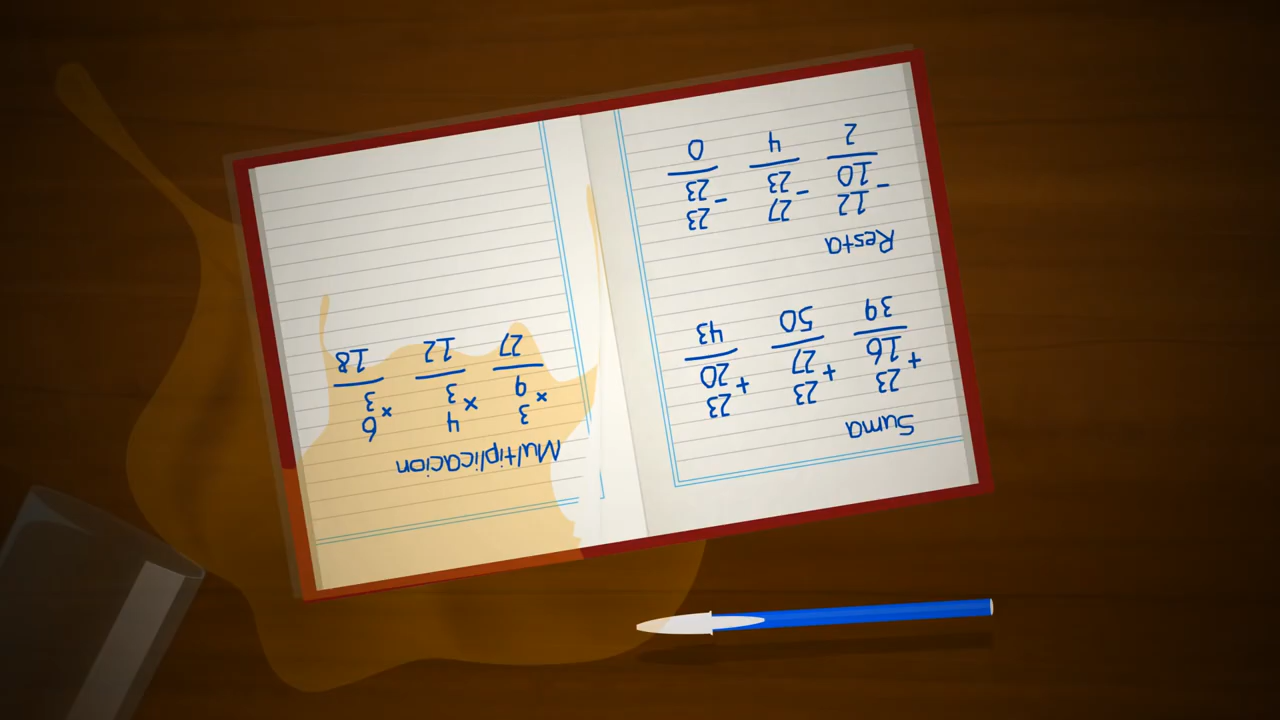 Suma
23 23 23
+ 16 + 27 + 20
39 50 43
Resta
12 27 23
- 10 - 23 - 23
2 4 0
Multiplicacion
3 4 6
x 9 x 3 x 3
27 12 18